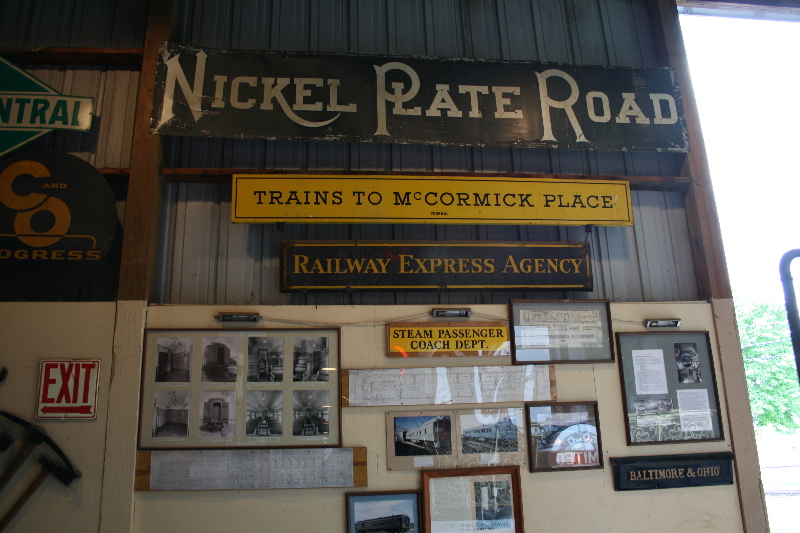 NICKEL PLATE ROAD
NTRAL
TRAINS TO McCORMICK PLACE
C AND O
OGRESS
RAILWAY EXPRESS AGENCY
STEAM PASSENGER
COACH DEPT.
EXIT
BALTIMORE & OHIO